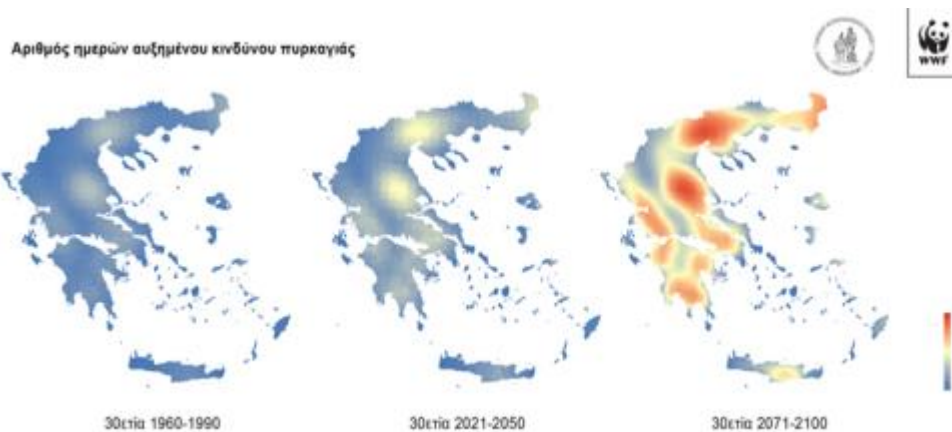 Αριθμός ημερών αυξημένου κινδύνου πυρκαγιάς
WWF
30ετία 1960-1990
30ετία 2021-2050
30ετία 2071-2100